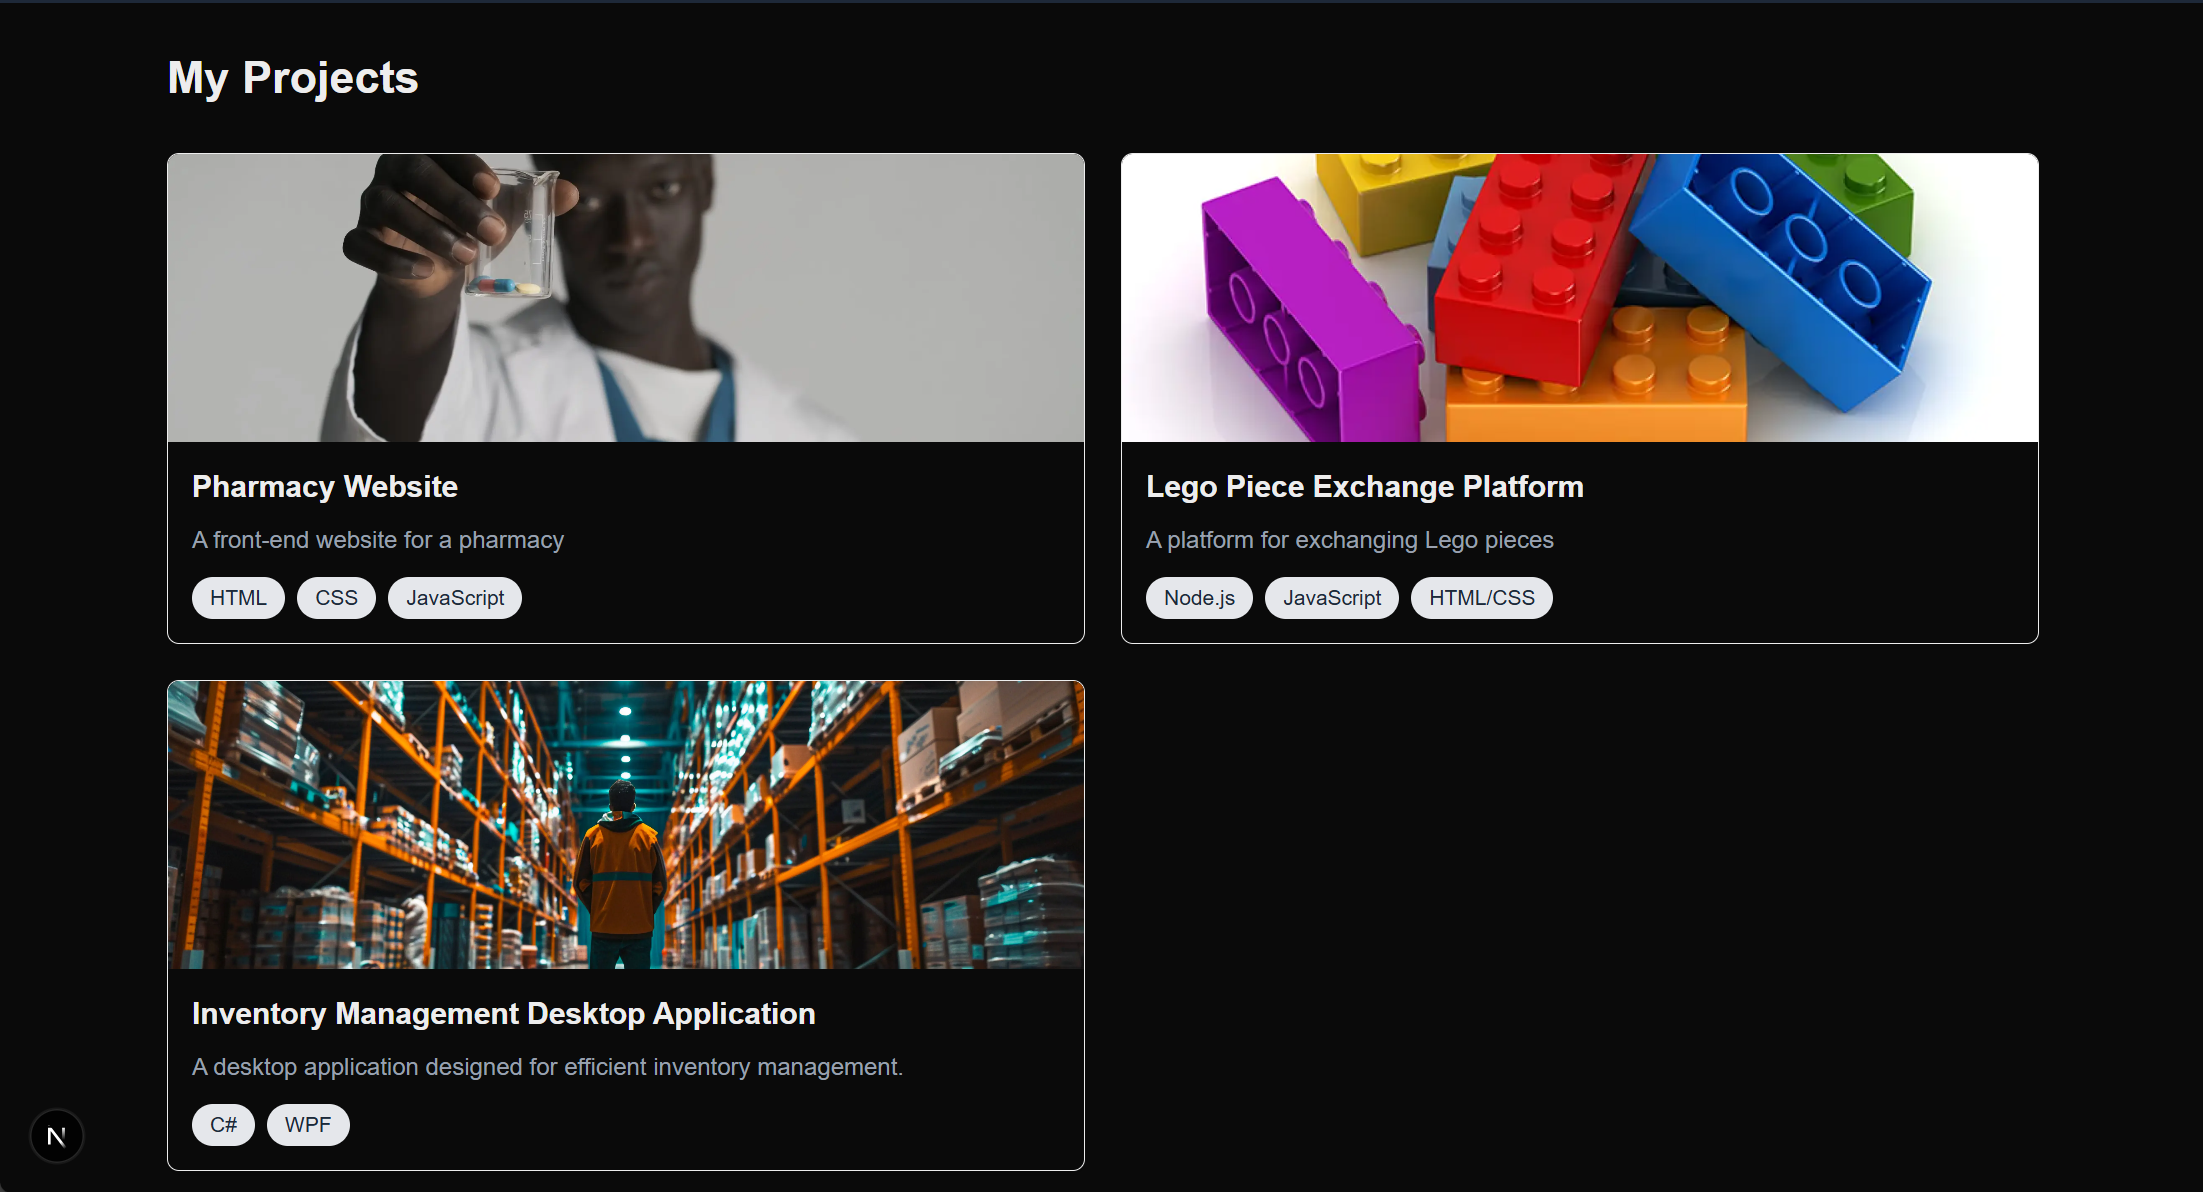 My Projects
Pharmacy Website
A front-end website for a pharmacy
HTML CSS JavaScript
Lego Piece Exchange Platform
A platform for exchanging Lego pieces
Node.js JavaScript HTML/CSS
Inventory Management Desktop Application
A desktop application designed for efficient inventory management.
C# WPF
N